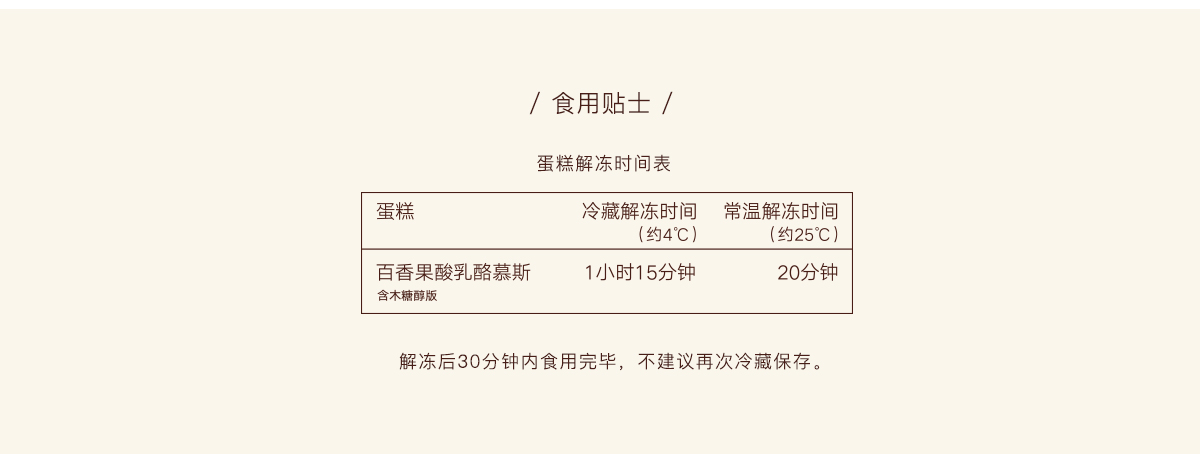 / 食用贴士 /
蛋糕解冻时间表
蛋糕 冷藏解冻时间 常温解冻时间
（约4℃） （约25℃）
百香果酸乳酪慕斯 1小时15分钟 20分钟
含木糖醇版
解冻后30分钟内食用完毕，不建议再次冷藏保存。